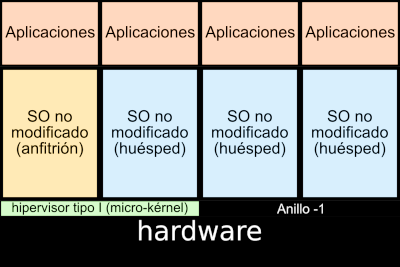 Aplicaciones
Aplicaciones
Aplicaciones
Aplicaciones
SO no
modificado
(anfitrión)
SO no
modificado
(huésped)
SO no
modificado
(huésped)
SO no
modificado
(huésped)
hipervisor tipo I (micro-kérnel)
Anillo -1
hardware